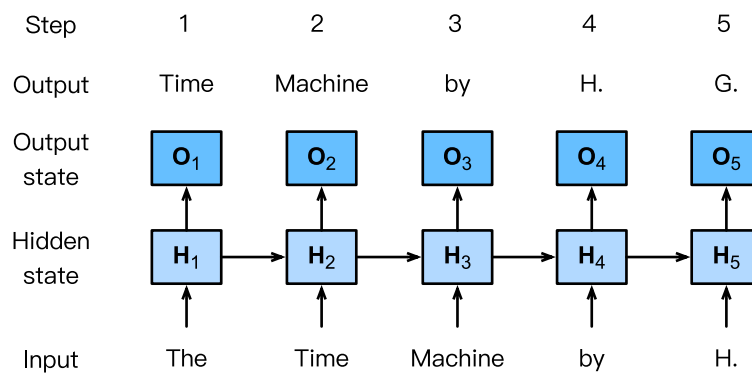 Step 1 2 3 4 5
Output Time Machine by H. G.
Output state O₁ O₂ O₃ O₄ O₅
Hidden state H₁ H₂ H₃ H₄ H₅
Input The Time Machine by H.